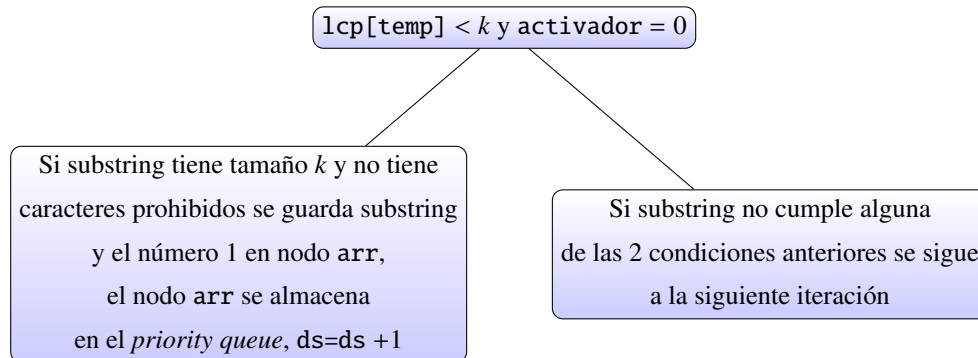 lcp[temp] < k y activador = 0
Si substring tiene tamaño k y no tiene
caracteres prohibidos se guarda substring
y el número 1 en nodo arr,
el nodo arr se almacena
en el priority queue, ds=ds +1
Si substring no cumple alguna
de las 2 condiciones anteriores se sigue
a la siguiente iteración